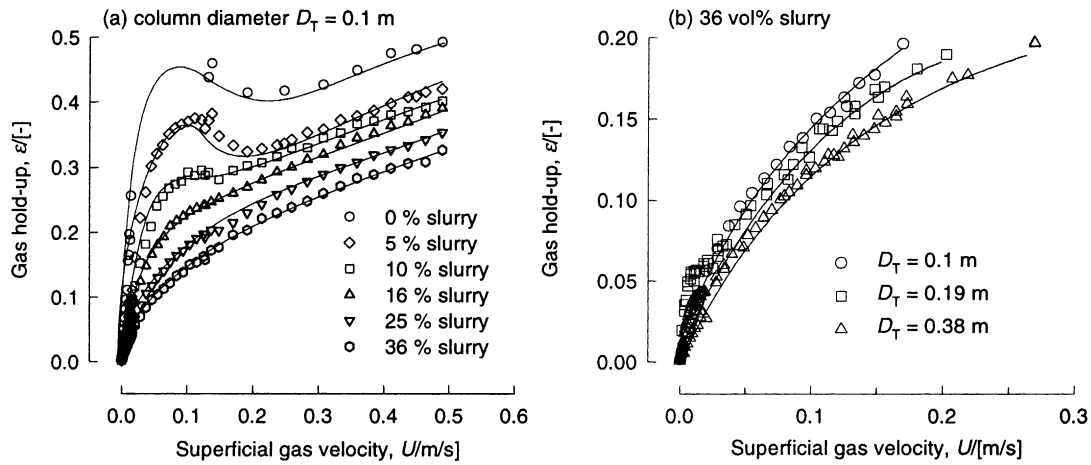 (a) column diameter D_T = 0.1 m
Gas hold-up, ε/[-]
0.5
0.4
0.3
0.2
0.1
0.0
0 % slurry
5 % slurry
10 % slurry
16 % slurry
25 % slurry
36 % slurry
0.0 0.1 0.2 0.3 0.4 0.5 0.6
Superficial gas velocity, U/m/s]
(b) 36 vol% slurry
Gas hold-up, ε/[-]
0.20
0.15
0.10
0.05
0.00
D_T = 0.1 m
D_T = 0.19 m
D_T = 0.38 m
0.0 0.1 0.2 0.3
Superficial gas velocity, U/[m/s]